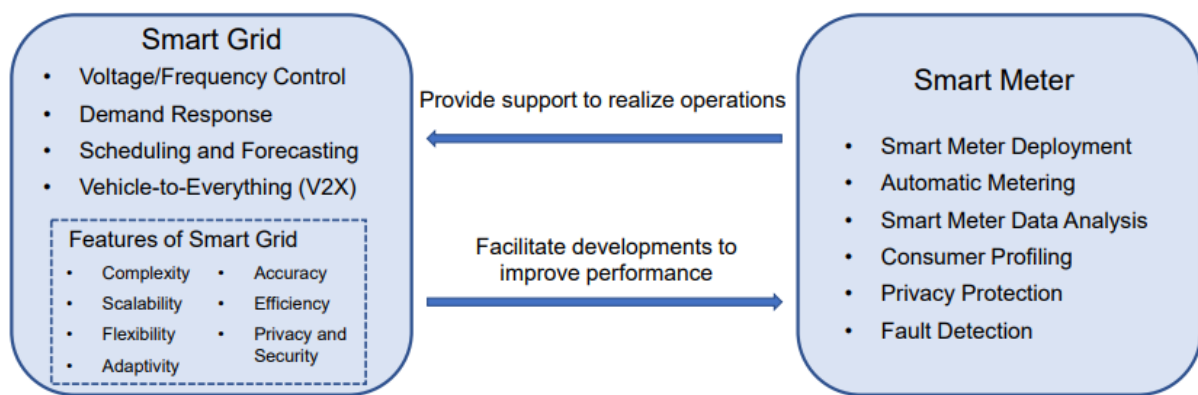 Smart Grid
• Voltage/Frequency Control
• Demand Response
• Scheduling and Forecasting
• Vehicle-to-Everything (V2X)
Features of Smart Grid
• Complexity
• Scalability
• Flexibility
• Adaptivity
• Accuracy
• Efficiency
• Privacy and
Security
Provide support to realize operations
Facilitate developments to
improve performance
Smart Meter
• Smart Meter Deployment
• Automatic Metering
• Smart Meter Data Analysis
• Consumer Profiling
• Privacy Protection
• Fault Detection